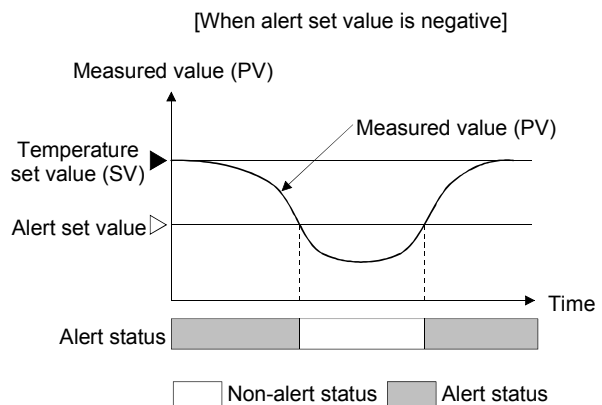 [When alert set value is negative]
Measured value (PV)
Measured value (PV)
Temperature
set value (SV)
Alert set value
Time
Alert status
Non-alert status
Alert status